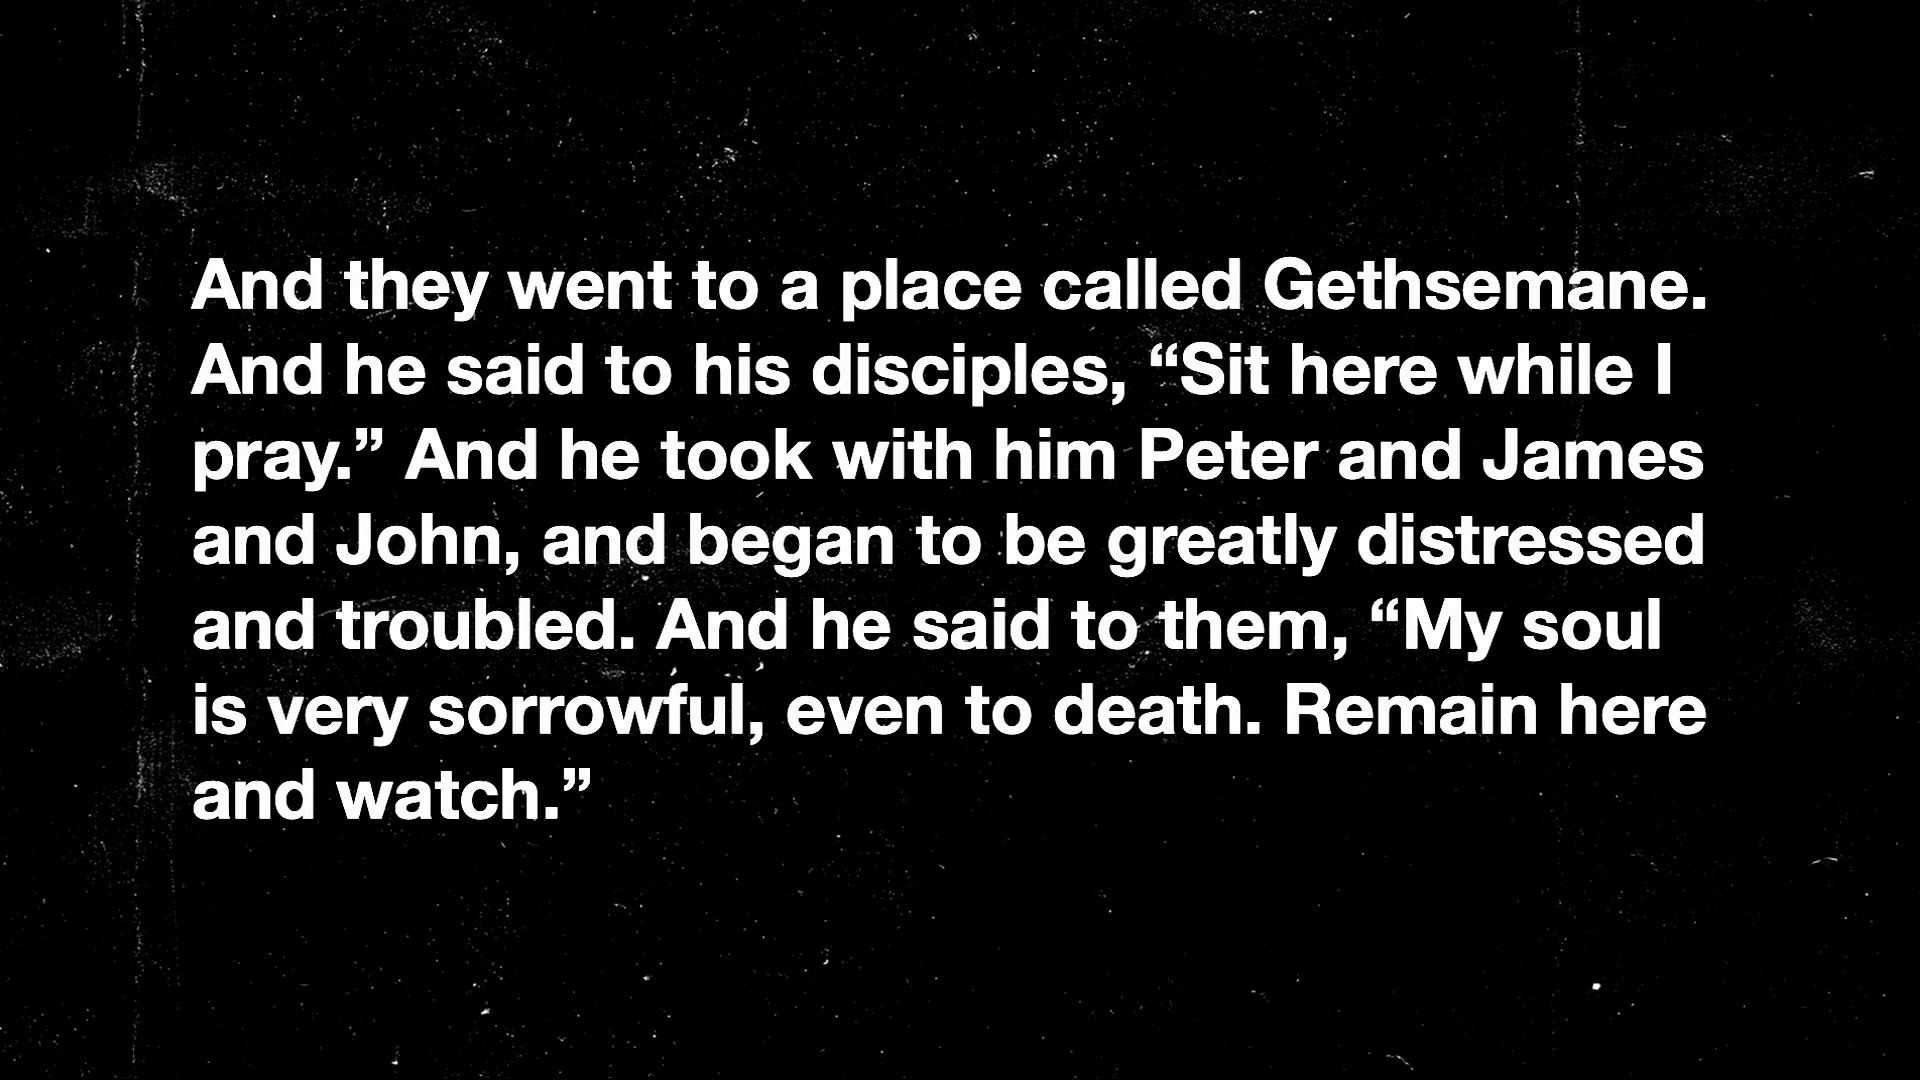 And they went to a place called Gethsemane.
And he said to his disciples, “Sit here while I
pray.” And he took with him Peter and James
and John, and began to be greatly distressed
and troubled. And he said to them, “My soul
is very sorrowful, even to death. Remain here
and watch.”